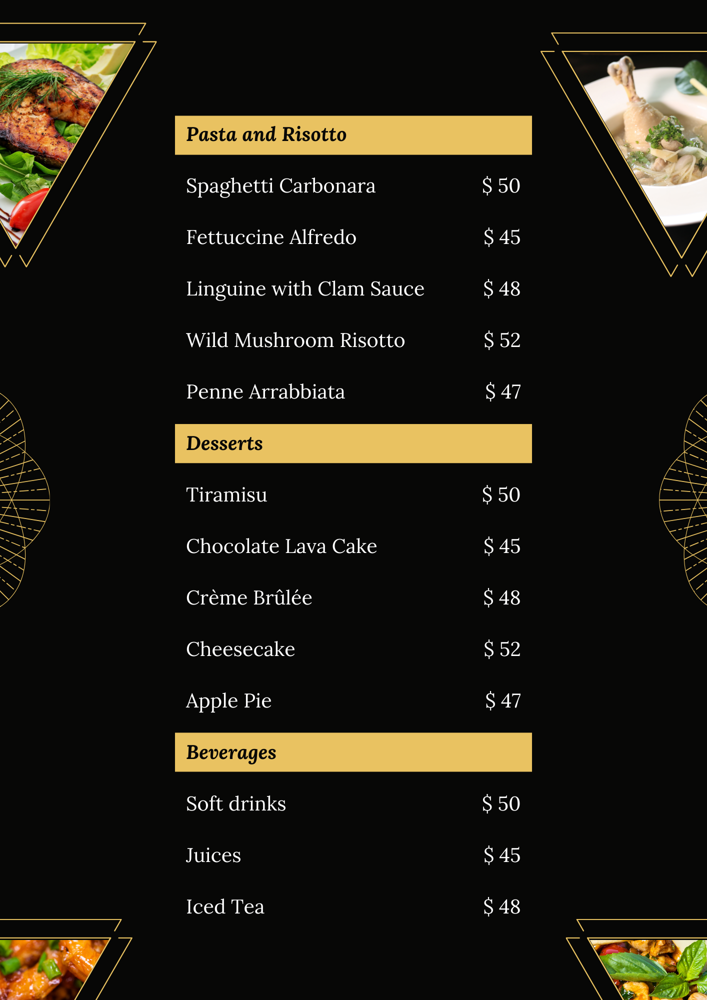 Pasta and Risotto
Spaghetti Carbonara $ 50
Fettuccine Alfredo $ 45
Linguine with Clam Sauce $ 48
Wild Mushroom Risotto $ 52
Penne Arrabbiata $ 47
Desserts
Tiramisu $ 50
Chocolate Lava Cake $ 45
Crème Brûlée $ 48
Cheesecake $ 52
Apple Pie $ 47
Beverages
Soft drinks $ 50
Juices $ 45
Iced Tea $ 48